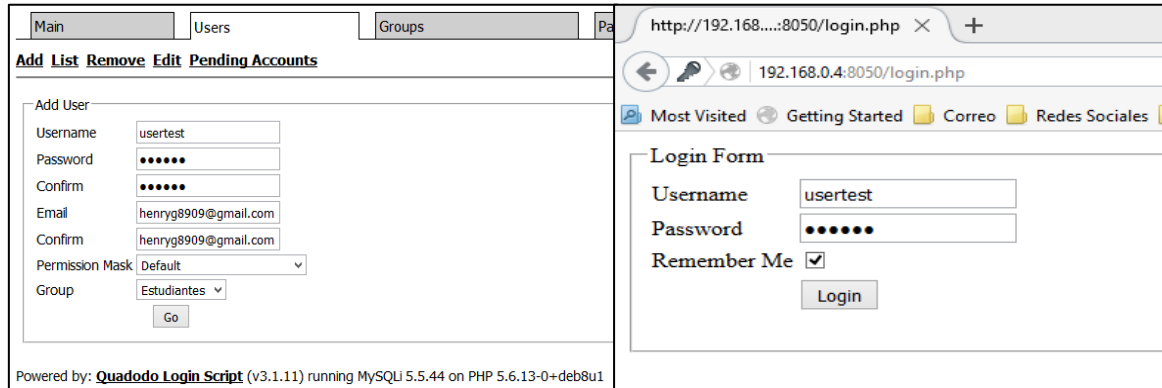 Main Users Groups Pa
Add List Remove Edit Pending Accounts
Add User
Username usertest
Password ●●●●●●
Confirm ●●●●●●
Email henryg8909@gmail.com
Confirm henryg8909@gmail.com
Permission Mask Default
Group Estudiantes
Go
Powered by: Quadodo Login Script (v3.1.11) running MySQLi 5.5.44 on PHP 5.6.13-0+deb8u1
http://192.168....:8050/login.php
192.168.0.4:8050/login.php
Most Visited Getting Started Correo Redes Sociales
Login Form
Username usertest
Password ●●●●●●
Remember Me
Login